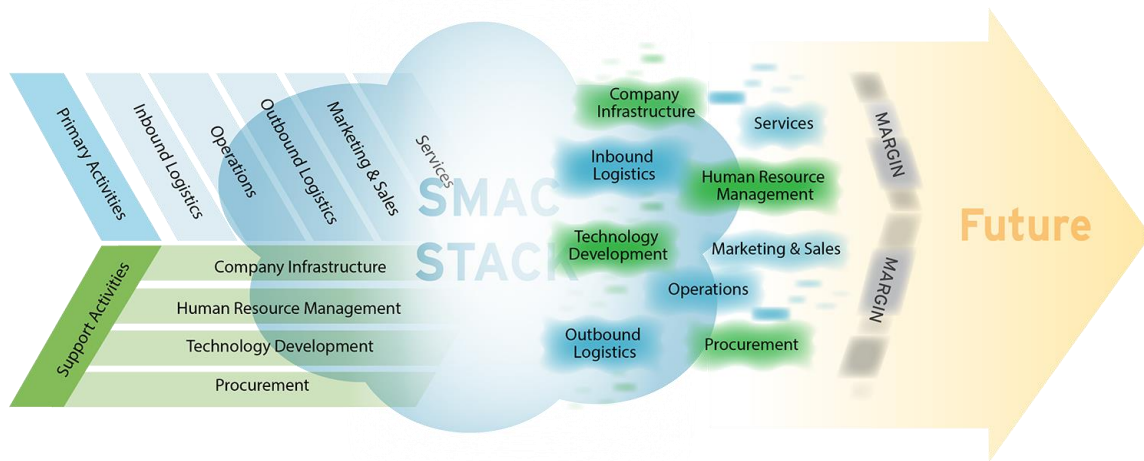 Primary Activities
Inbound Logistics
Operations
Outbound Logistics
Marketing & Sales
Services
Support Activities
Company Infrastructure
Human Resource Management
Technology Development
Procurement
SMAC
STACK
Company
Infrastructure
Services
Inbound
Logistics
Human Resource
Management
Technology
Development
Marketing & Sales
Operations
Outbound
Logistics
Procurement
MARGIN
MARGIN
Future